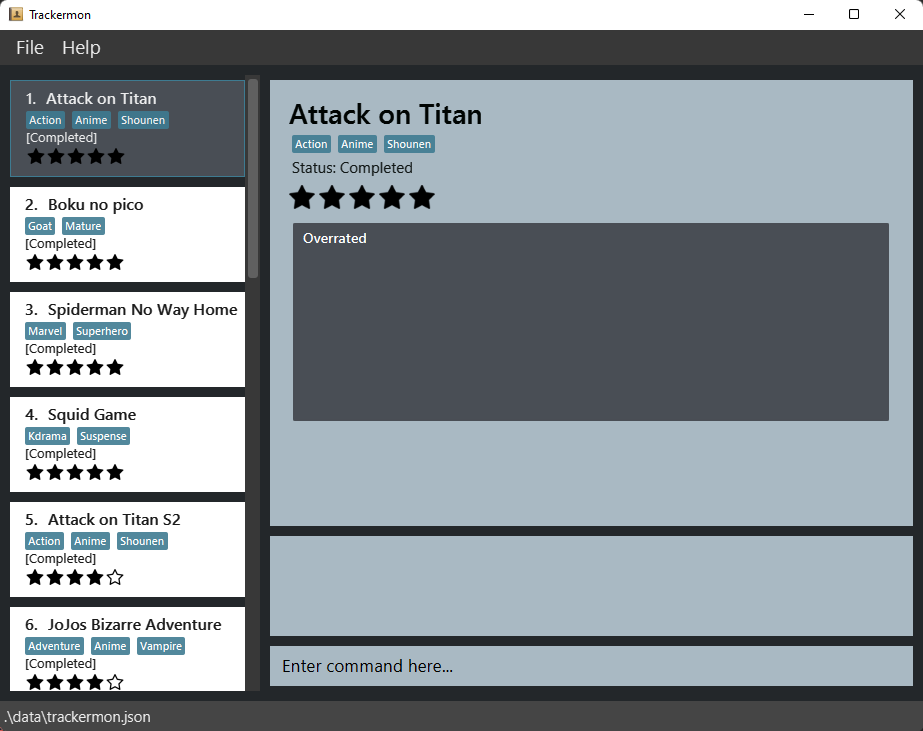 Trackermon
File Help
1. Attack on Titan
Action Anime Shounen
[Completed]
2. Boku no pico
Goat Mature
[Completed]
3. Spiderman No Way Home
Marvel Superhero
[Completed]
4. Squid Game
Kdrama Suspense
[Completed]
5. Attack on Titan S2
Action Anime Shounen
[Completed]
6. JoJos Bizarre Adventure
Adventure Anime Vampire
[Completed]
Attack on Titan
Action Anime Shounen
Status: Completed
Overrated
Enter command here...
.\data\trackermon.json